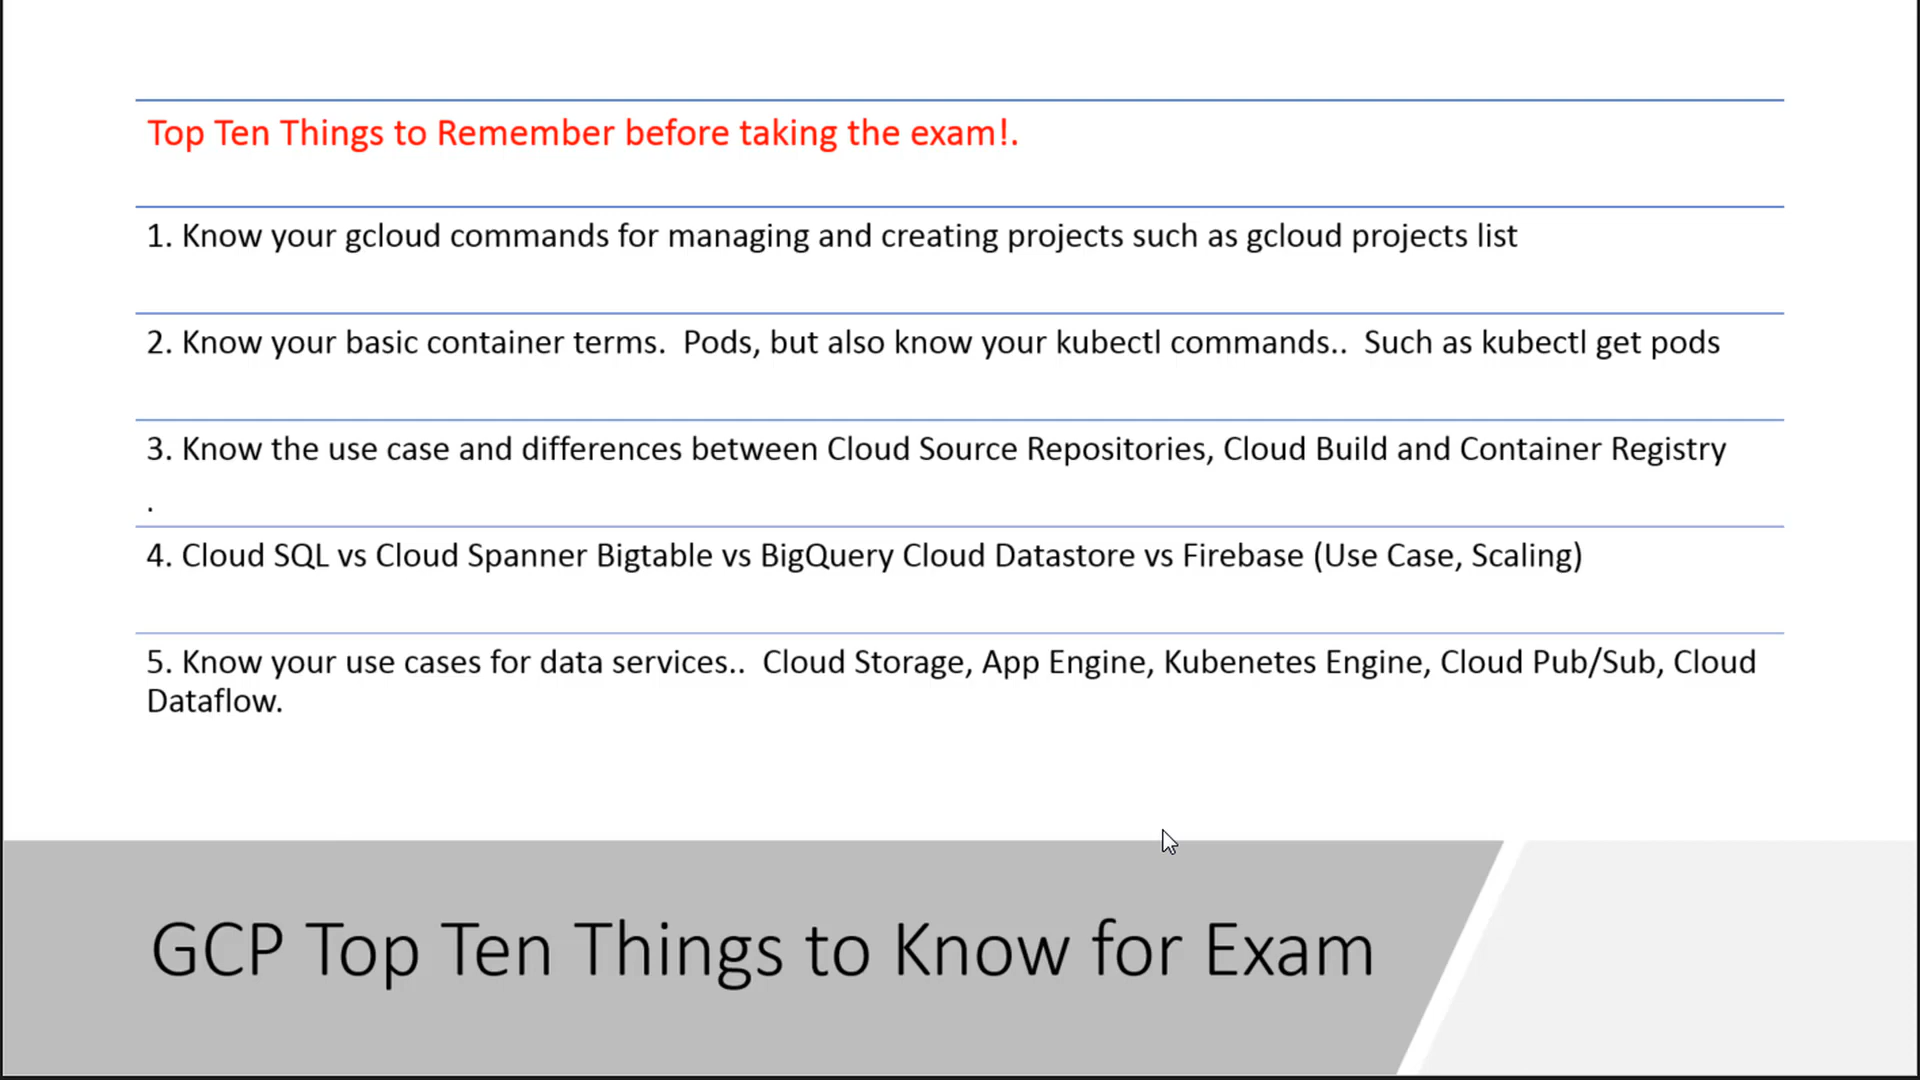 Top Ten Things to Remember before taking the exam!.
1. Know your gcloud commands for managing and creating projects such as gcloud projects list
2. Know your basic container terms.  Pods, but also know your kubectl commands..  Such as kubectl get pods
3. Know the use case and differences between Cloud Source Repositories, Cloud Build and Container Registry
.
4. Cloud SQL vs Cloud Spanner Bigtable vs BigQuery Cloud Datastore vs Firebase (Use Case, Scaling)
5. Know your use cases for data services..  Cloud Storage, App Engine, Kubenetes Engine, Cloud Pub/Sub, Cloud
Dataflow.
GCP Top Ten Things to Know for Exam